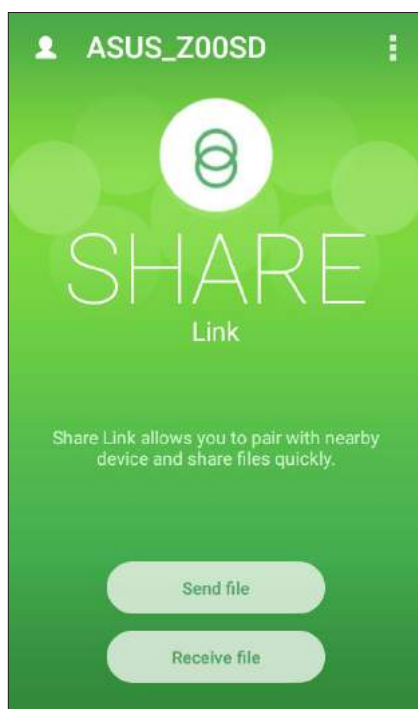 ASUS_Z00SD
SHARE
Link
Share Link allows you to pair with nearby
device and share files quickly.
Send file
Receive file